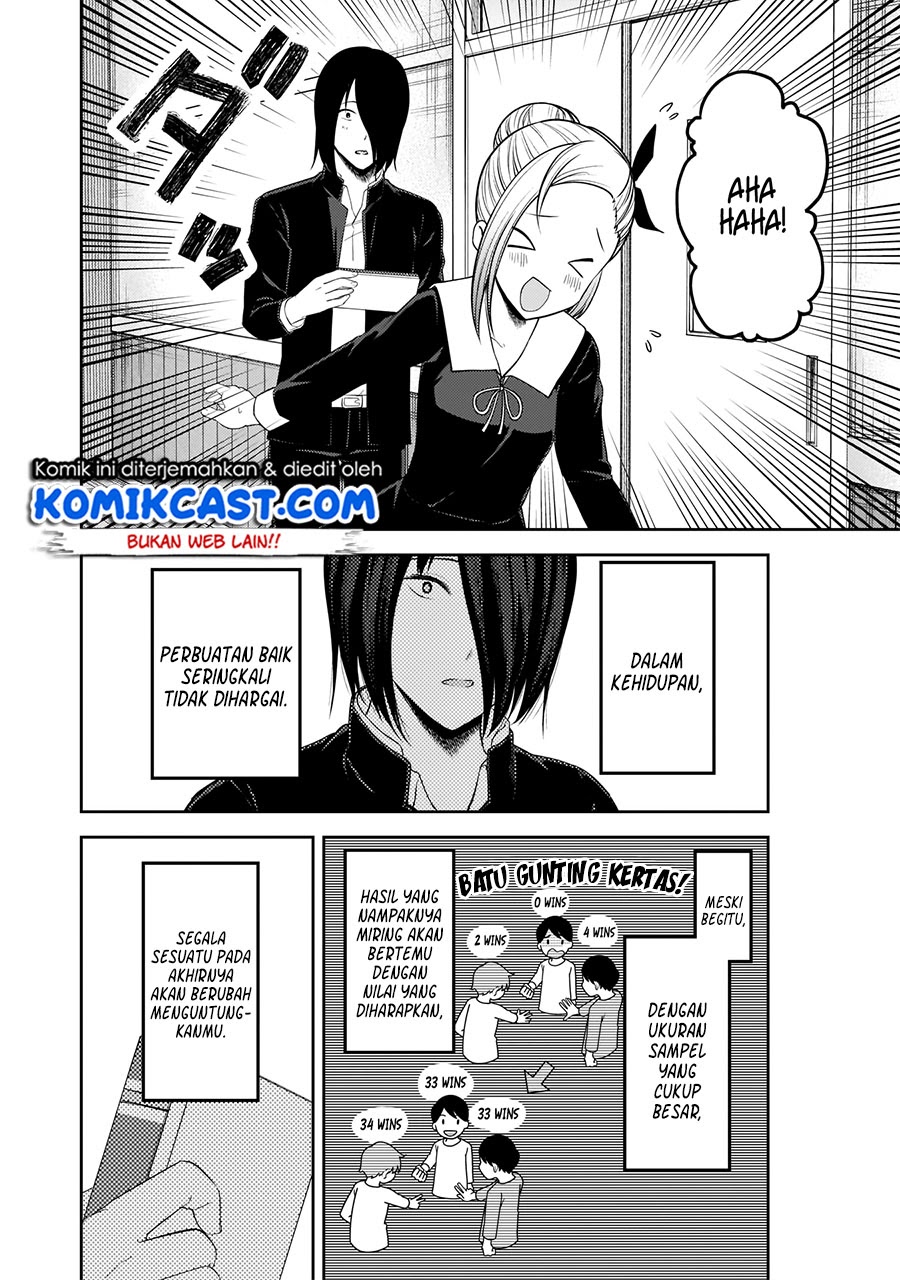 AHA
HAHA!
ダダッ
Komik ini diterjemahkan & diedit oleh
KOMIKCAST.COM
BUKAN WEB LAIN!!
DALAM
KEHIDUPAN,
PERBUATAN BAIK
SERINGKALI
TIDAK DIHARGAI.
MESKI
BEGITU,
DENGAN
UKURAN
SAMPEL
YANG
CUKUP
BESAR,
BATU GUNTING KERTAS!
0 WINS
2 WINS
4 WINS
33 WINS
34 WINS
33 WINS
HASIL YANG
NAMPAKNYA
MIRING AKAN
BERTEMU
DENGAN
NILAI YANG
DIHARAPKAN,
SEGALA
SESUATU PADA
AKHIRNYA
AKAN BERUBAH
MENGUNTUNG-
KANMU.